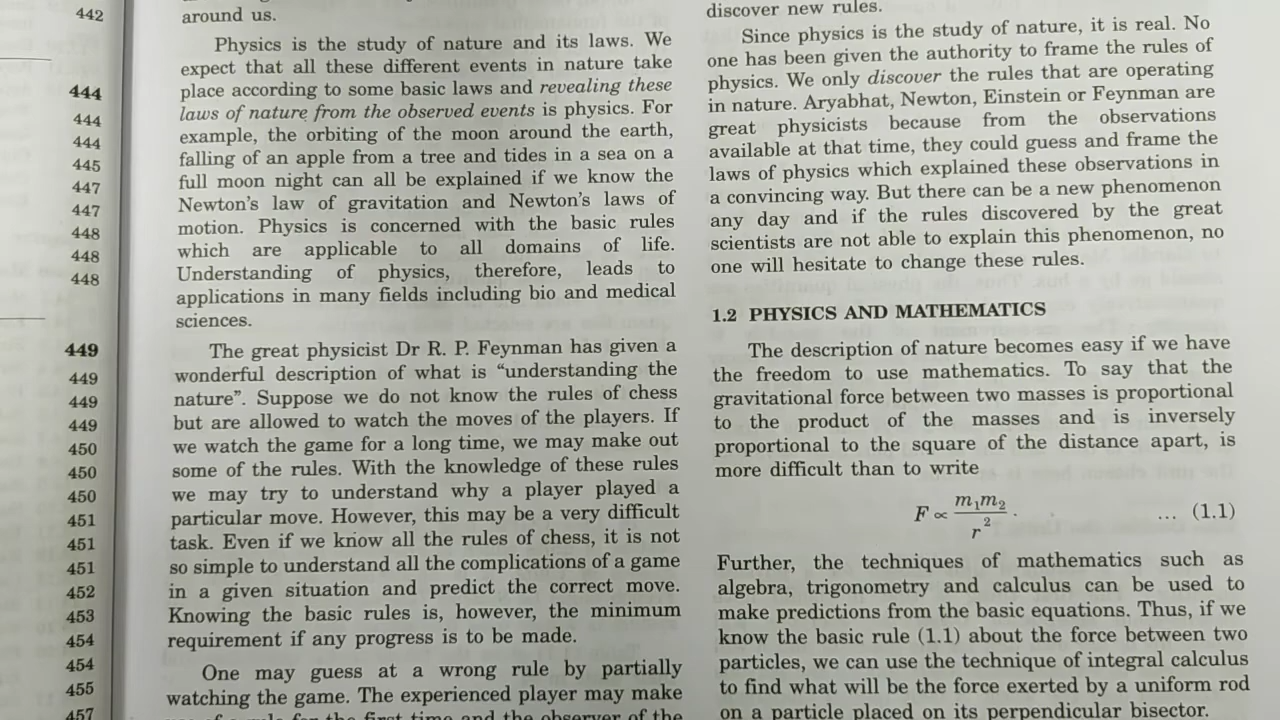 442
444
444
444
445
447
447
448
448
448
449
449
449
449
450
450
450
451
451
451
452
453
454
454
455
457
around us.
Physics is the study of nature and its laws. We
expect that all these different events in nature take
place according to some basic laws and revealing these
laws of nature from the observed events is physics. For
example, the orbiting of the moon around the earth,
falling of an apple from a tree and tides in a sea on a
full moon night can all be explained if we know the
Newton's law of gravitation and Newton's laws of
motion. Physics is concerned with the basic rules
which are applicable to all domains of life.
Understanding of physics, therefore, leads to
applications in many fields including bio and medical
sciences.
The great physicist Dr R. P. Feynman has given a
wonderful description of what is "understanding the
nature". Suppose we do not know the rules of chess
but are allowed to watch the moves of the players. If
we watch the game for a long time, we may make out
some of the rules. With the knowledge of these rules
we may try to understand why a player played a
particular move. However, this may be a very difficult
task. Even if we know all the rules of chess, it is not
so simple to understand all the complications of a game
in a given situation and predict the correct move.
Knowing the basic rules is, however, the minimum
requirement if any progress is to be made.
One may guess at a wrong rule by partially
watching the game. The experienced player may make
the first time and the observer of the
discover new rules.
Since physics is the study of nature, it is real. No
one has been given the authority to frame the rules of
physics. We only discover the rules that are operating
in nature. Aryabhat, Newton, Einstein or Feynman are
great physicists because from the observations
available at that time, they could guess and frame the
laws of physics which explained these observations in
a convincing way. But there can be a new phenomenon
any day and if the rules discovered by the great
scientists are not able to explain this phenomenon, no
one will hesitate to change these rules.
1.2 PHYSICS AND MATHEMATICS
The description of nature becomes easy if we have
the freedom to use mathematics. To say that the
gravitational force between two masses is proportional
to the product of the masses and is inversely
proportional to the square of the distance apart, is
more difficult than to write
F ∝ m₁m₂ / r² . ... (1.1)
Further, the techniques of mathematics such as
algebra, trigonometry and calculus can be used to
make predictions from the basic equations. Thus, if we
know the basic rule (1.1) about the force between two
particles, we can use the technique of integral calculus
to find what will be the force exerted by a uniform rod
on a particle placed on its perpendicular bisector.